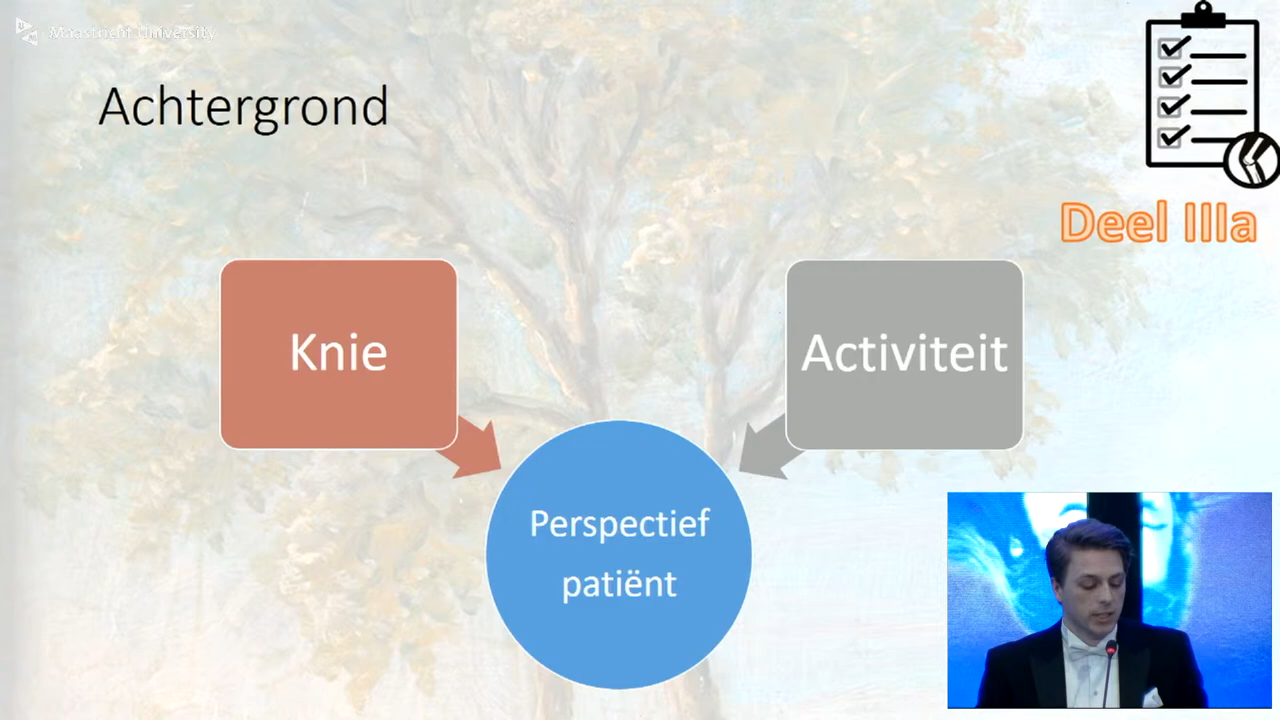 Maastricht University
Achtergrond
Deel IIIa
Knie
Activiteit
Perspectief
patiënt